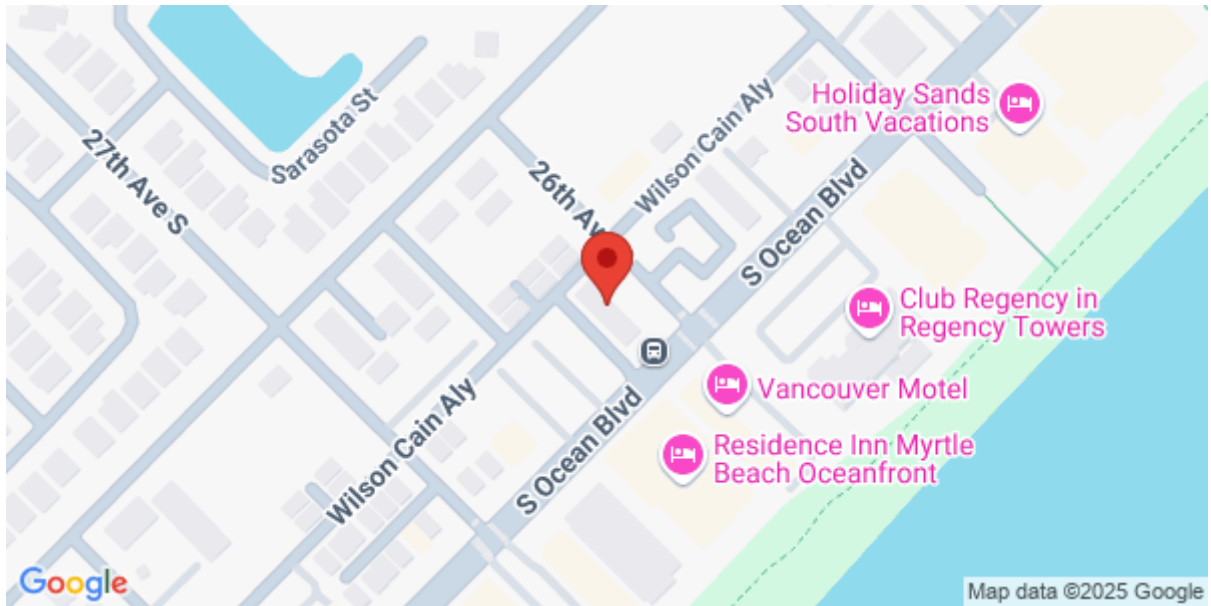 Holiday Sands
South Vacations
Sarasota St
27th Ave S
Wilson Cain Aly
26th Av
S Ocean Blvd
Club Regency in
Regency Towers
Vancouver Motel
Wilson Cain Aly
S Ocean Blvd
Residence Inn Myrtle
Beach Oceanfront
Google
Map data ©2025 Google